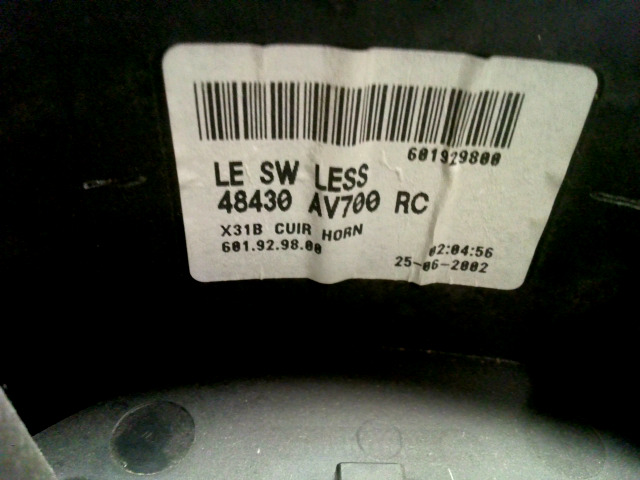 601929800
LE SW LESS
48430 AV700 RC
X31B CUIR HORN
601.92.98.00
02:04:56
25-06-2002